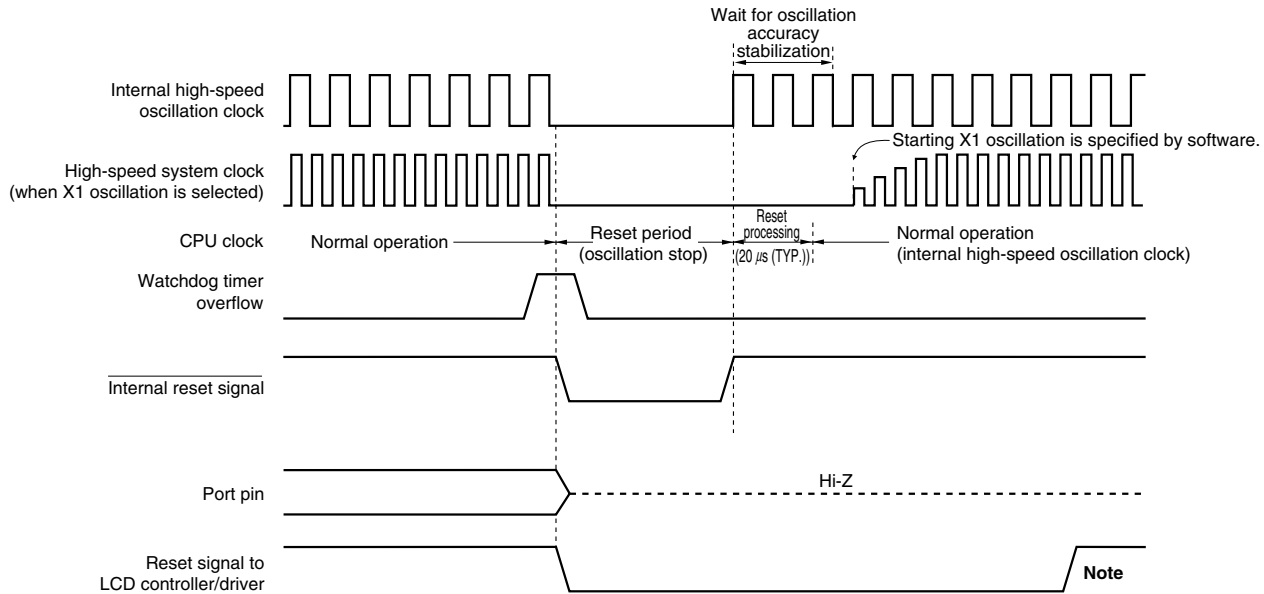 Wait for oscillation
accuracy
stabilization
Internal high-speed
oscillation clock
Starting X1 oscillation is specified by software.
High-speed system clock
(when X1 oscillation is selected)
CPU clock
Normal operation
Reset period
(oscillation stop)
Reset
processing
(20 μs (TYP.))
Normal operation
(internal high-speed oscillation clock)
Watchdog timer
overflow
Internal reset signal
Port pin
Hi-Z
Reset signal to
LCD controller/driver
Note